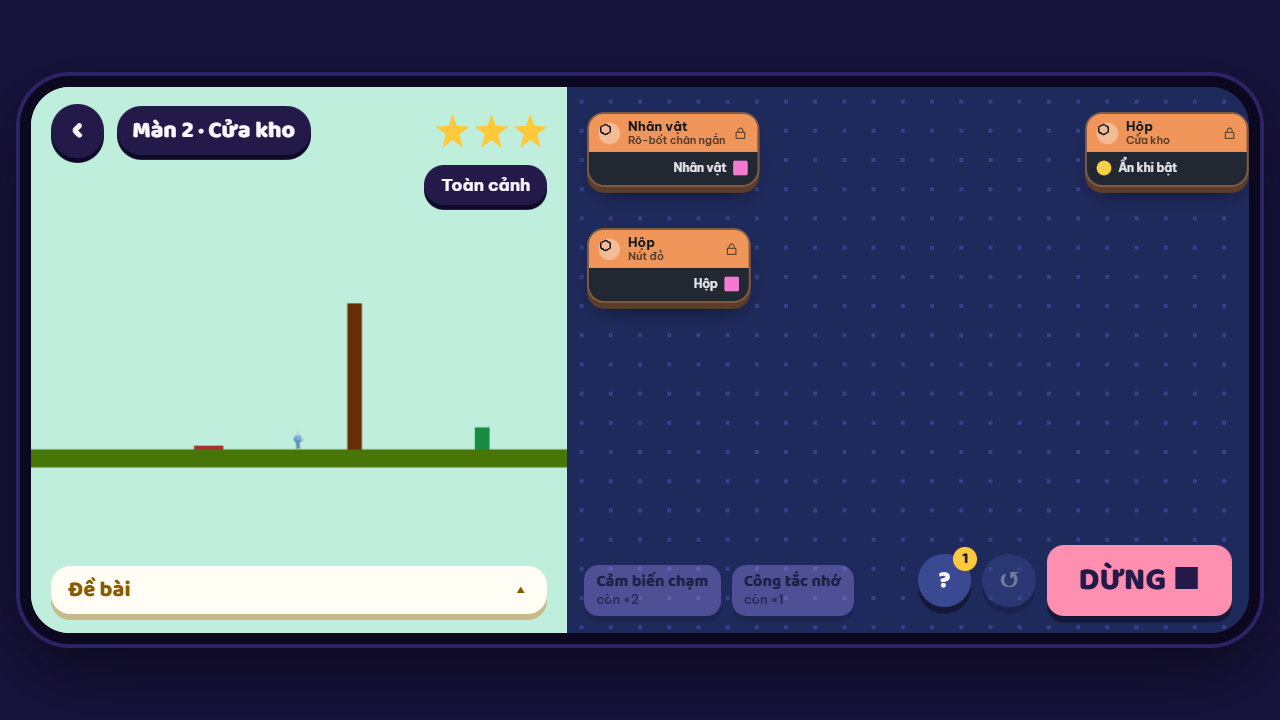 Màn 2 • Cửa kho
Toàn cảnh
Đề bài
Nhân vật
Rô-bốt chân ngắn
Nhân vật
Hộp
Nút đỏ
Hộp
Hộp
Cửa kho
Ẩn khi bật
Cảm biến chạm
còn ×2
Công tắc nhớ
còn ×1
?
1
↺
DỪNG